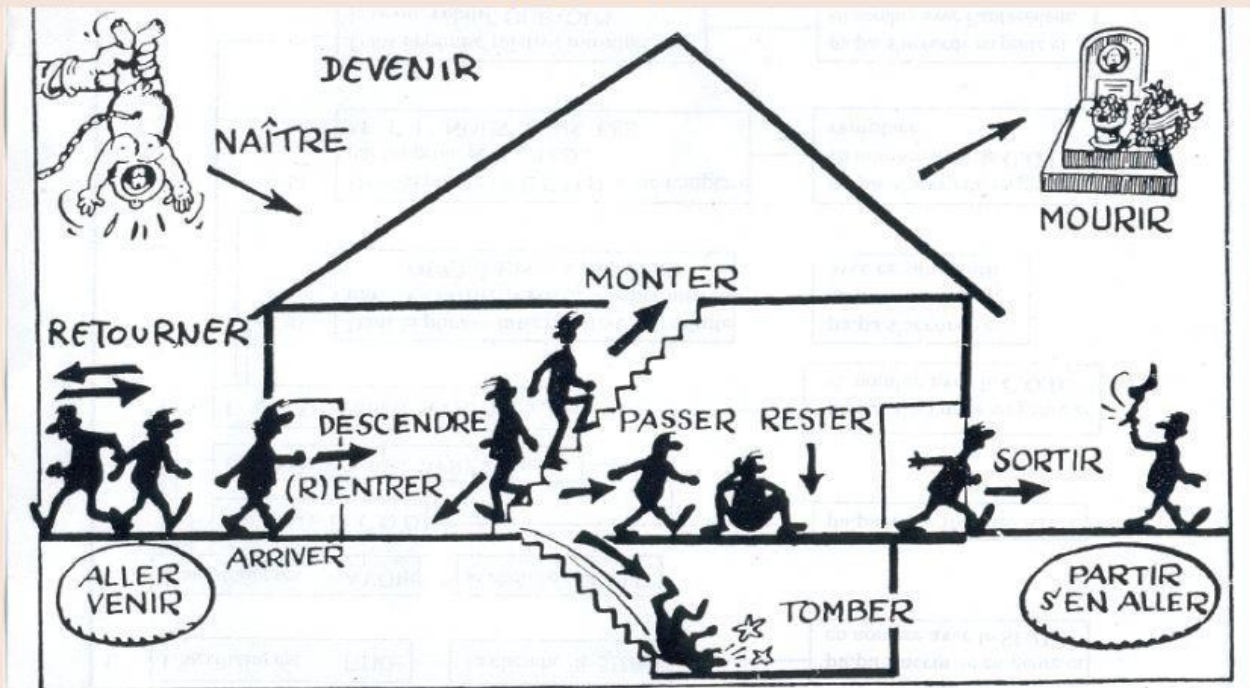 DEVENIR
NAÎTRE
MOURIR
MONTER
RETOURNER
DESCENDRE
PASSER
RESTER
(R)ENTRER
SORTIR
ARRIVER
ALLER
VENIR
TOMBER
PARTIR
S'EN ALLER